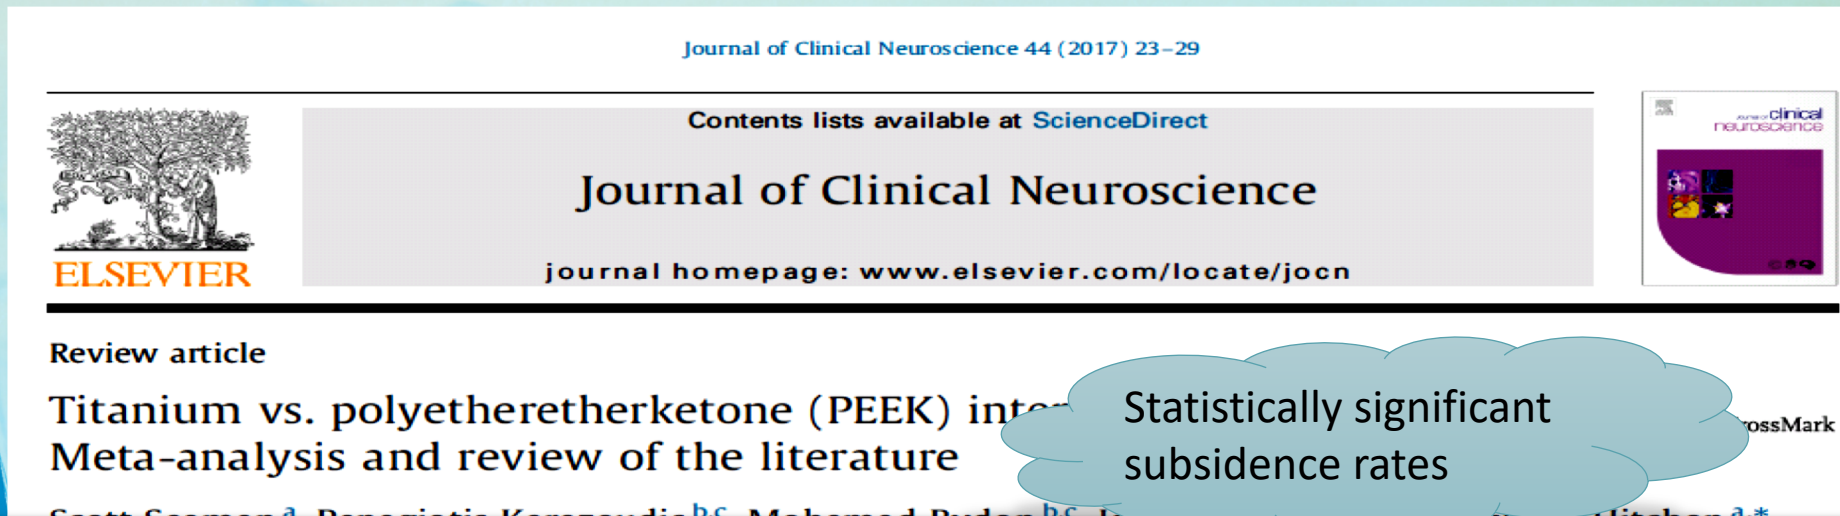 Journal of Clinical Neuroscience 44 (2017) 23–29
Contents lists available at ScienceDirect
Journal of Clinical Neuroscience
journal homepage: www.elsevier.com/locate/jocn
ELSEVIER
clinical
neuroscience
Review article
Titanium vs. polyetheretherketone (PEEK)
Meta-analysis and review of the literature
Statistically significant
subsidence rates